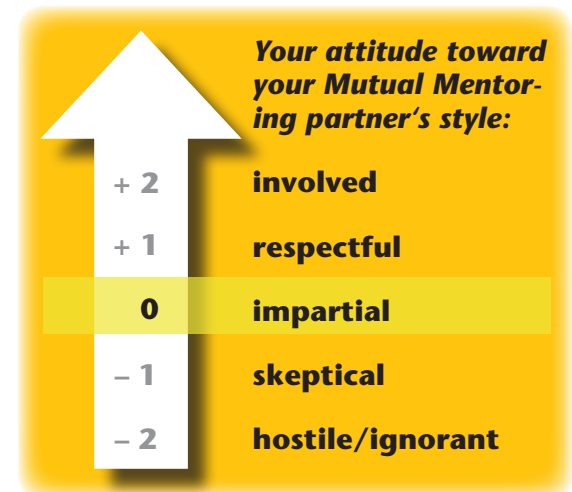 Your attitude toward
your Mutual Mentor-
ing partner‘s style:
+ 2 involved
+ 1 respectful
0 impartial
– 1 skeptical
– 2 hostile/ignorant